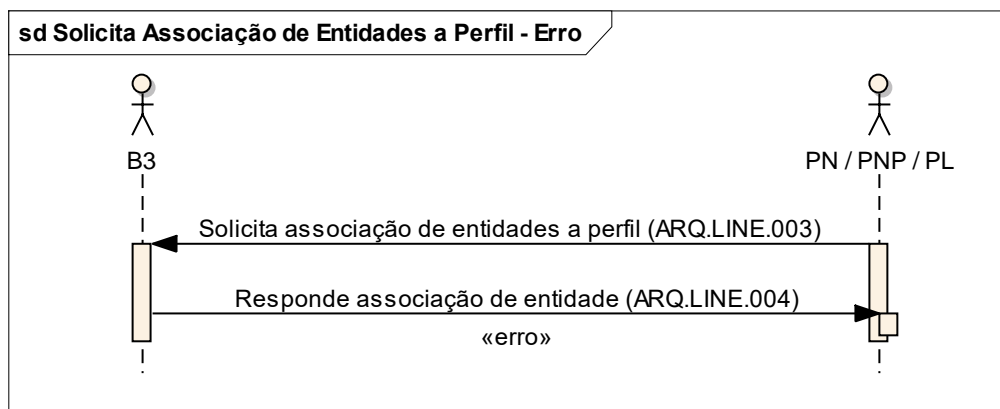 sd Solicita Associação de Entidades a Perfil - Erro
B3
PN / PNP / PL
Solicita associação de entidades a perfil (ARQ.LINE.003)
Responde associação de entidade (ARQ.LINE.004)
«erro»